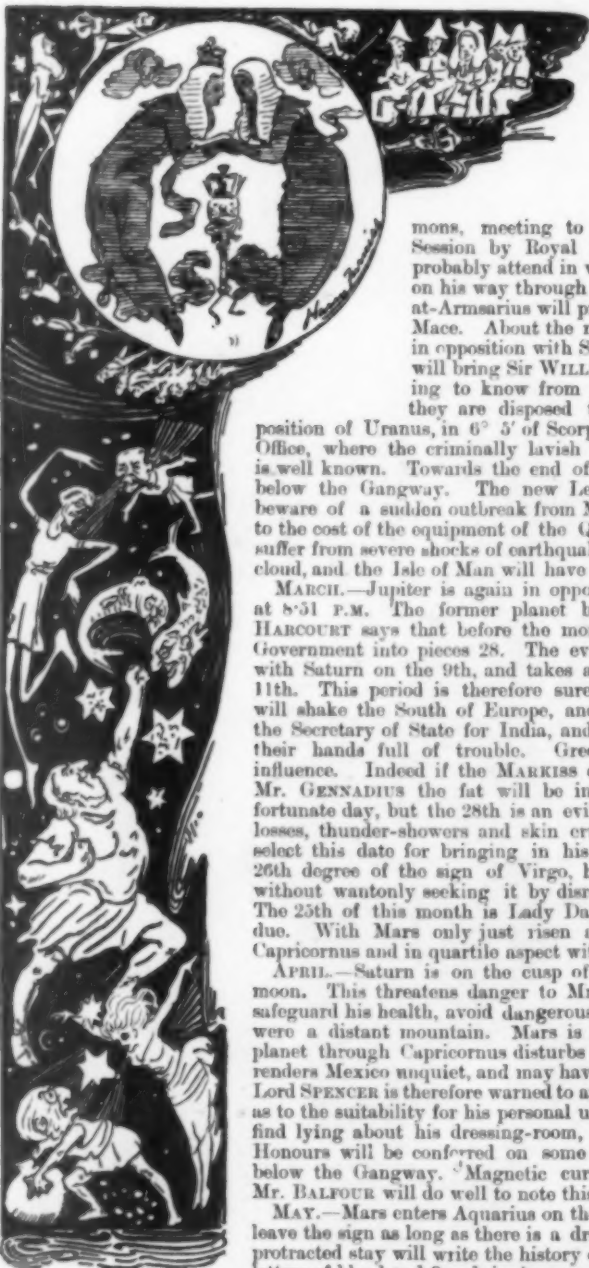 Harry Furniss
mons, meeting to
Session by Royal
probably attend in
on his way through
at-Armsarius will
Mace. About the
in opposition with
will bring Sir WILL
ing to know from
they are disposed
position of Uranus, in 6° 5′ of Scorp
Office, where the criminally lavish
is well known. Towards the end of
below the Gangway. The new Le
beware of a sudden outbreak from
to the cost of the equipment of the
suffer from severe shocks of earthqua
cloud, and the Isle of Man will have
MARCH.—Jupiter is again in oppo
at 8·51 P.M. The former planet b
HARCOURT says that before the mo
Government into pieces 28. The ev
with Saturn on the 9th, and takes a
11th. This period is therefore sure
will shake the South of Europe, and
the Secretary of State for India, and
their hands full of trouble. Gree
influence. Indeed if the MARKISS
Mr. GENNADIUS the fat will be in
fortunate day, but the 28th is an evi
losses, thunder-showers and skin er
select this date for bringing in his
26th degree of the sign of Virgo,
without wantonly seeking it by disr
The 25th of this month is Lady Da
due. With Mars only just risen a
Capricornus and in quartile aspect wi
APRIL.—Saturn is on the cusp of
moon. This threatens danger to Mr
safeguard his health, avoid dangerous
were a distant mountain. Mars is
planet through Capricornus disturbs
renders Mexico unquiet, and may hav
Lord SPENCER is therefore warned to a
as to the suitability for his personal u
find lying about his dressing-room,
Honours will be conferred on some
below the Gangway. Magnetic cur
Mr. BALFOUR will do well to note this
MAY.—Mars enters Aquarius on the
leave the sign as long as there is a dr
protracted stay will write the history